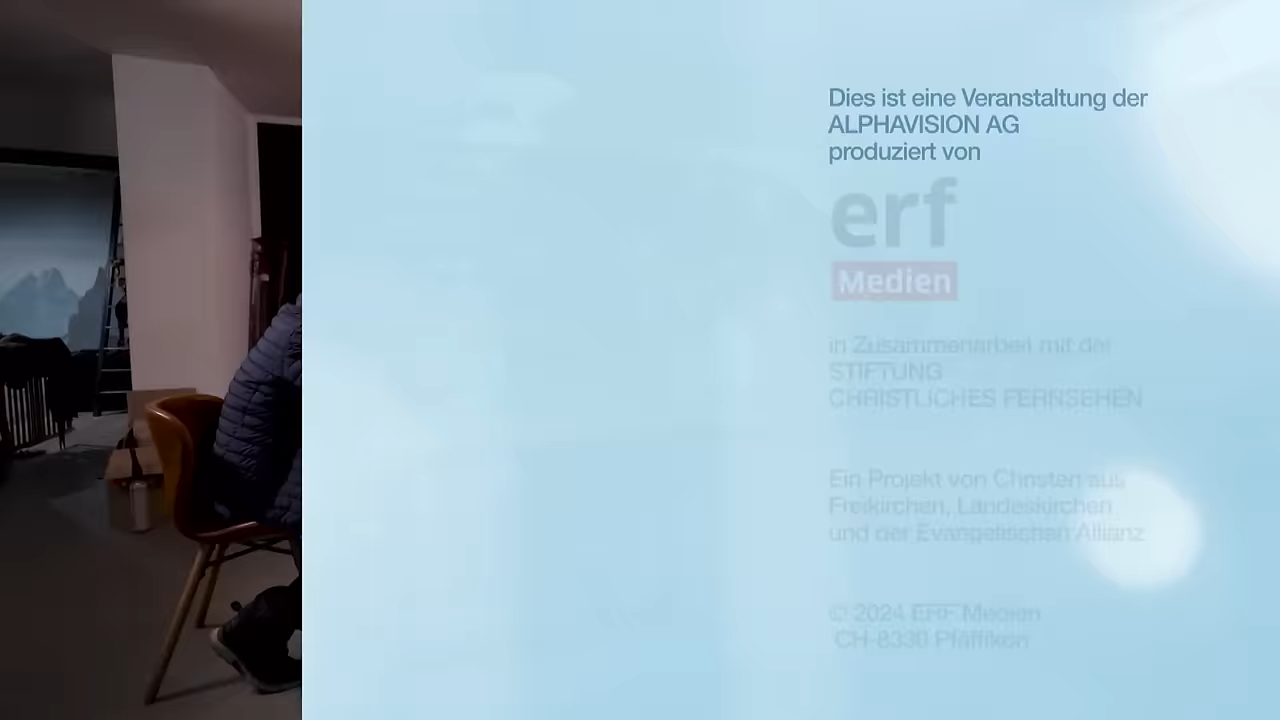 Dies ist eine Veranstaltung der
ALPHAVISION AG
produziert von
erf
Medien
in Zusammenarbeit mit der
STIFTUNG
CHRISTLICHES FERNSEHEN
Ein Projekt von Christen aus
Freikirchen, Landeskirchen
und der Evangelischen Allianz
© 2024 ERF Medien
CH-8330 Pfäffikon